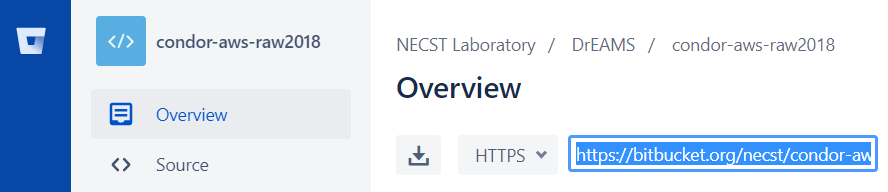 </> condor-aws-raw2018
NECST Laboratory / DrEAMS / condor-aws-raw2018
Overview
Overview
HTTPS https://bitbucket.org/necst/condor-aw
<> Source